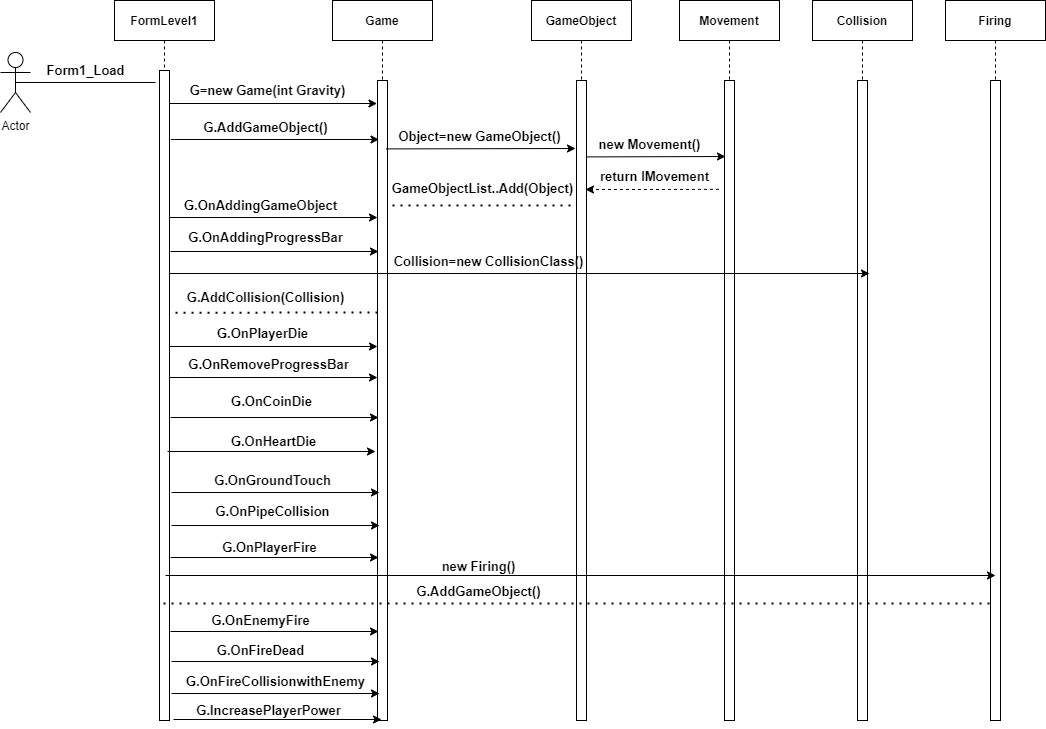 FormLevel1
Game
GameObject
Movement
Collision
Firing
Form1_Load
Actor
G=new Game(int Gravity)
G.AddGameObject()
Object=new GameObject()
new Movement()
return IMovement
GameObjectList..Add(Object)
G.OnAddingGameObject
G.OnAddingProgressBar
Collision=new CollisionClass()
G.AddCollision(Collision)
G.OnPlayerDie
G.OnRemoveProgressBar
G.OnCoinDie
G.OnHeartDie
G.OnGroundTouch
G.OnPipeCollision
G.OnPlayerFire
new Firing()
G.AddGameObject()
G.OnEnemyFire
G.OnFireDead
G.OnFireCollisionwithEnemy
G.IncreasePlayerPower